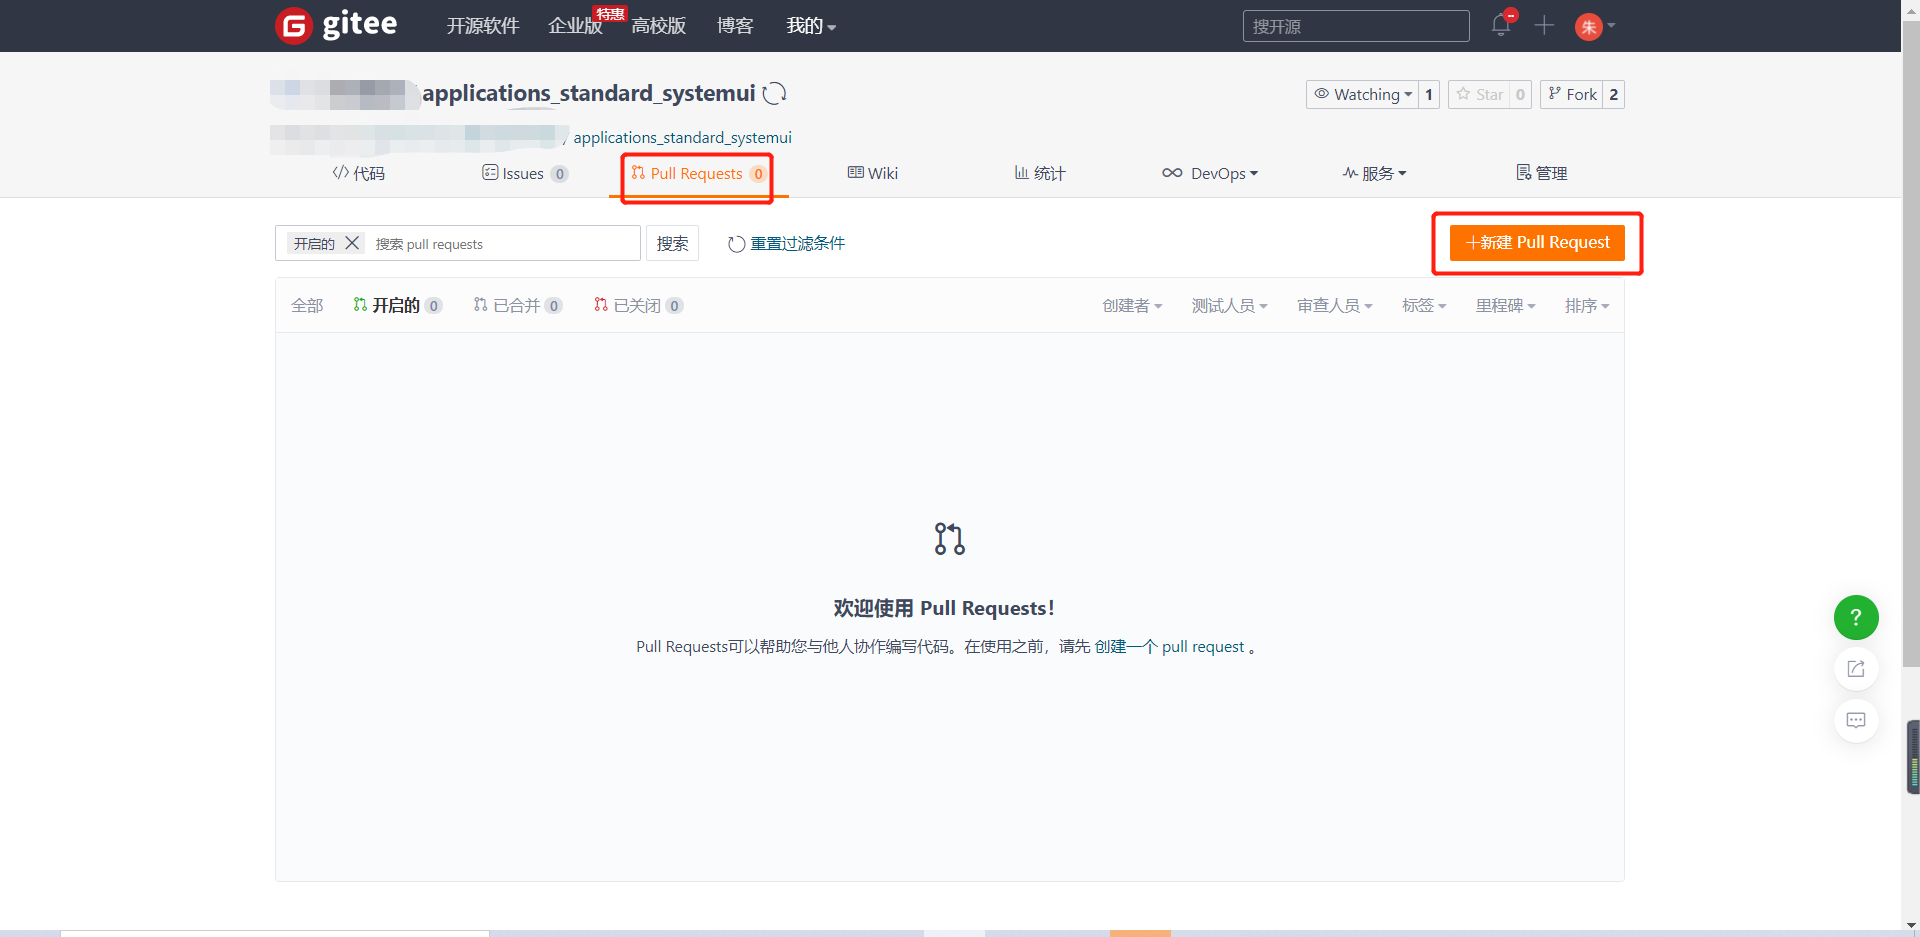 gitee 开源软件 企业版 特惠 高校版 博客 我的 搜开源 朱
applications_standard_systemui Watching 1 Star 0 Fork 2
/ applications_standard_systemui
代码 Issues 0 Pull Requests 0 Wiki 统计 DevOps 服务 管理
开启的 搜索 pull requests 搜索 重置过滤条件 +新建 Pull Request
全部 开启的 0 已合并 0 已关闭 0 创建者 测试人员 审查人员 标签 里程碑 排序
欢迎使用 Pull Requests!
Pull Requests可以帮助您与他人协作编写代码。在使用之前，请先 创建一个 pull request 。
?